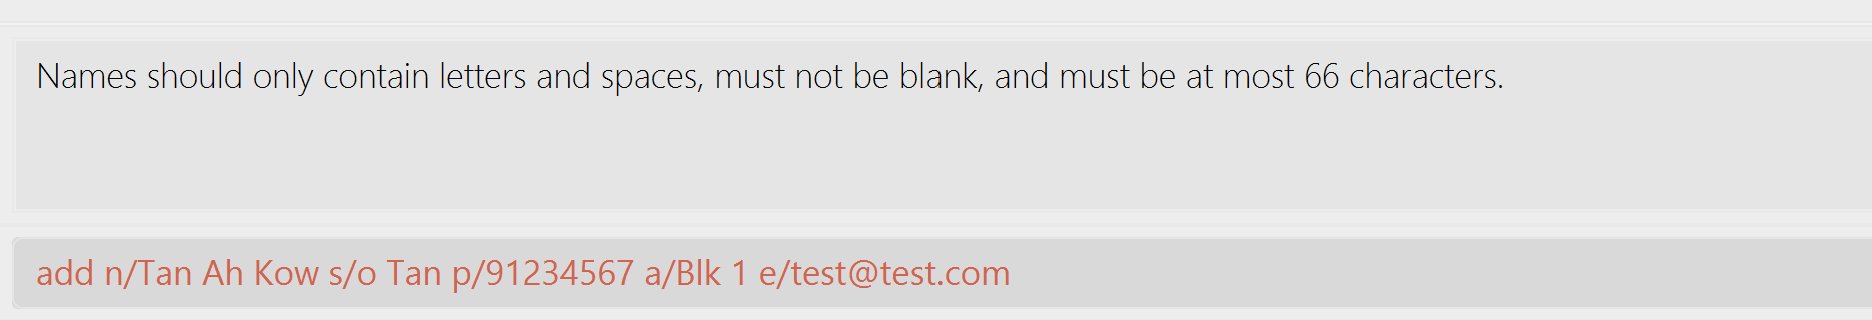 Names should only contain letters and spaces, must not be blank, and must be at most 66 characters.
add n/Tan Ah Kow s/o Tan p/91234567 a/Blk 1 e/test@test.com